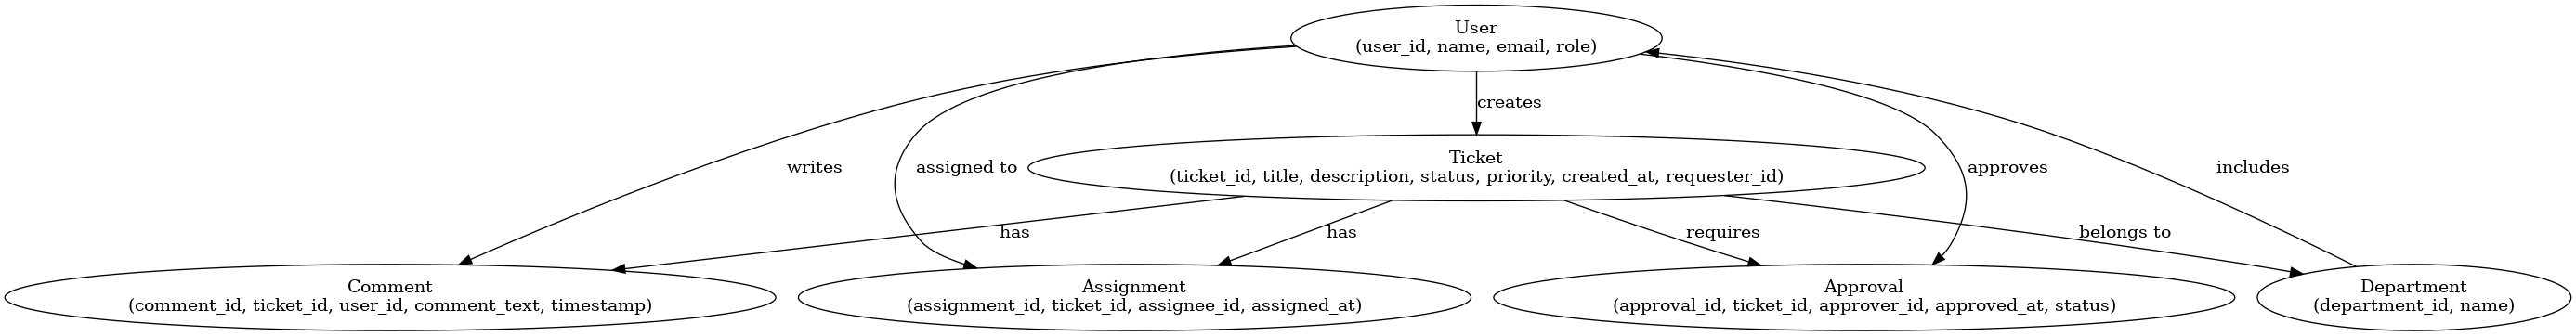 User
(user_id, name, email, role)
creates
writes
assigned to
Ticket
(ticket_id, title, description, status, priority, created_at, requester_id)
approves
includes
has
has
requires
belongs to
Comment
(comment_id, ticket_id, user_id, comment_text, timestamp)
Assignment
(assignment_id, ticket_id, assignee_id, assigned_at)
Approval
(approval_id, ticket_id, approver_id, approved_at, status)
Department
(department_id, name)